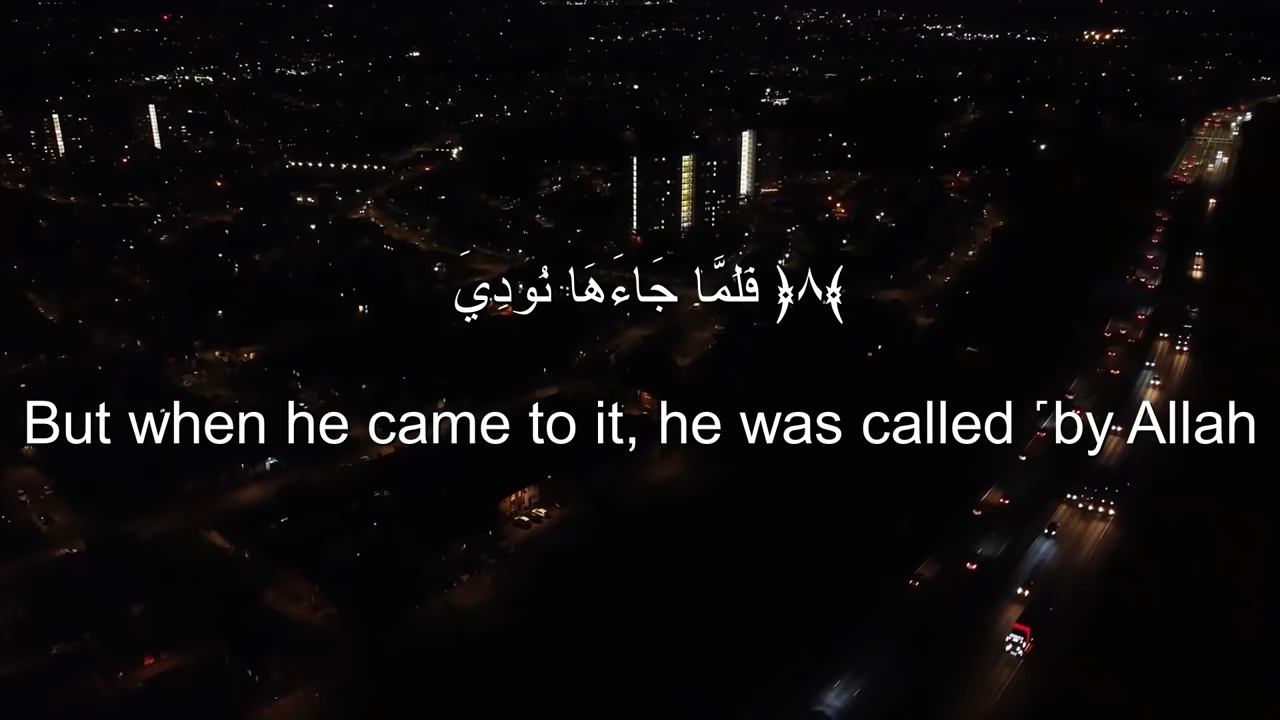 ﴿٨﴾ فَلَمَّا جَاءَهَا نُودِيَ
But when he came to it, he was called ˹by Allah